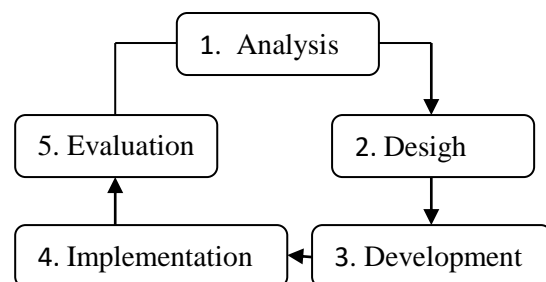 1. Analysis
2. Desigh
3. Development
4. Implementation
5. Evaluation